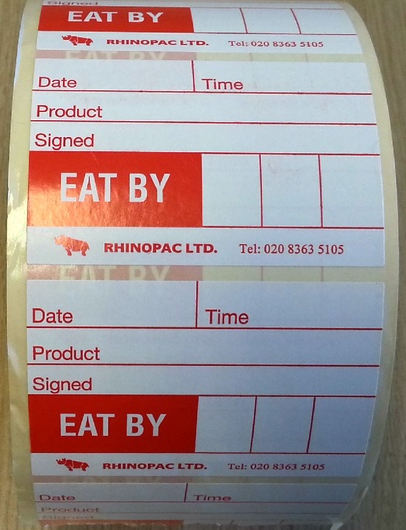 Signed
EAT BY
RHINOPAC LTD. Tel: 020 8363 5105
Date Time
Product
Signed
EAT BY
RHINOPAC LTD. Tel: 020 8363 5105
Date Time
Product
Signed
EAT BY
RHINOPAC LTD. Tel: 020 8363 5105
Date Time
Product
Signed